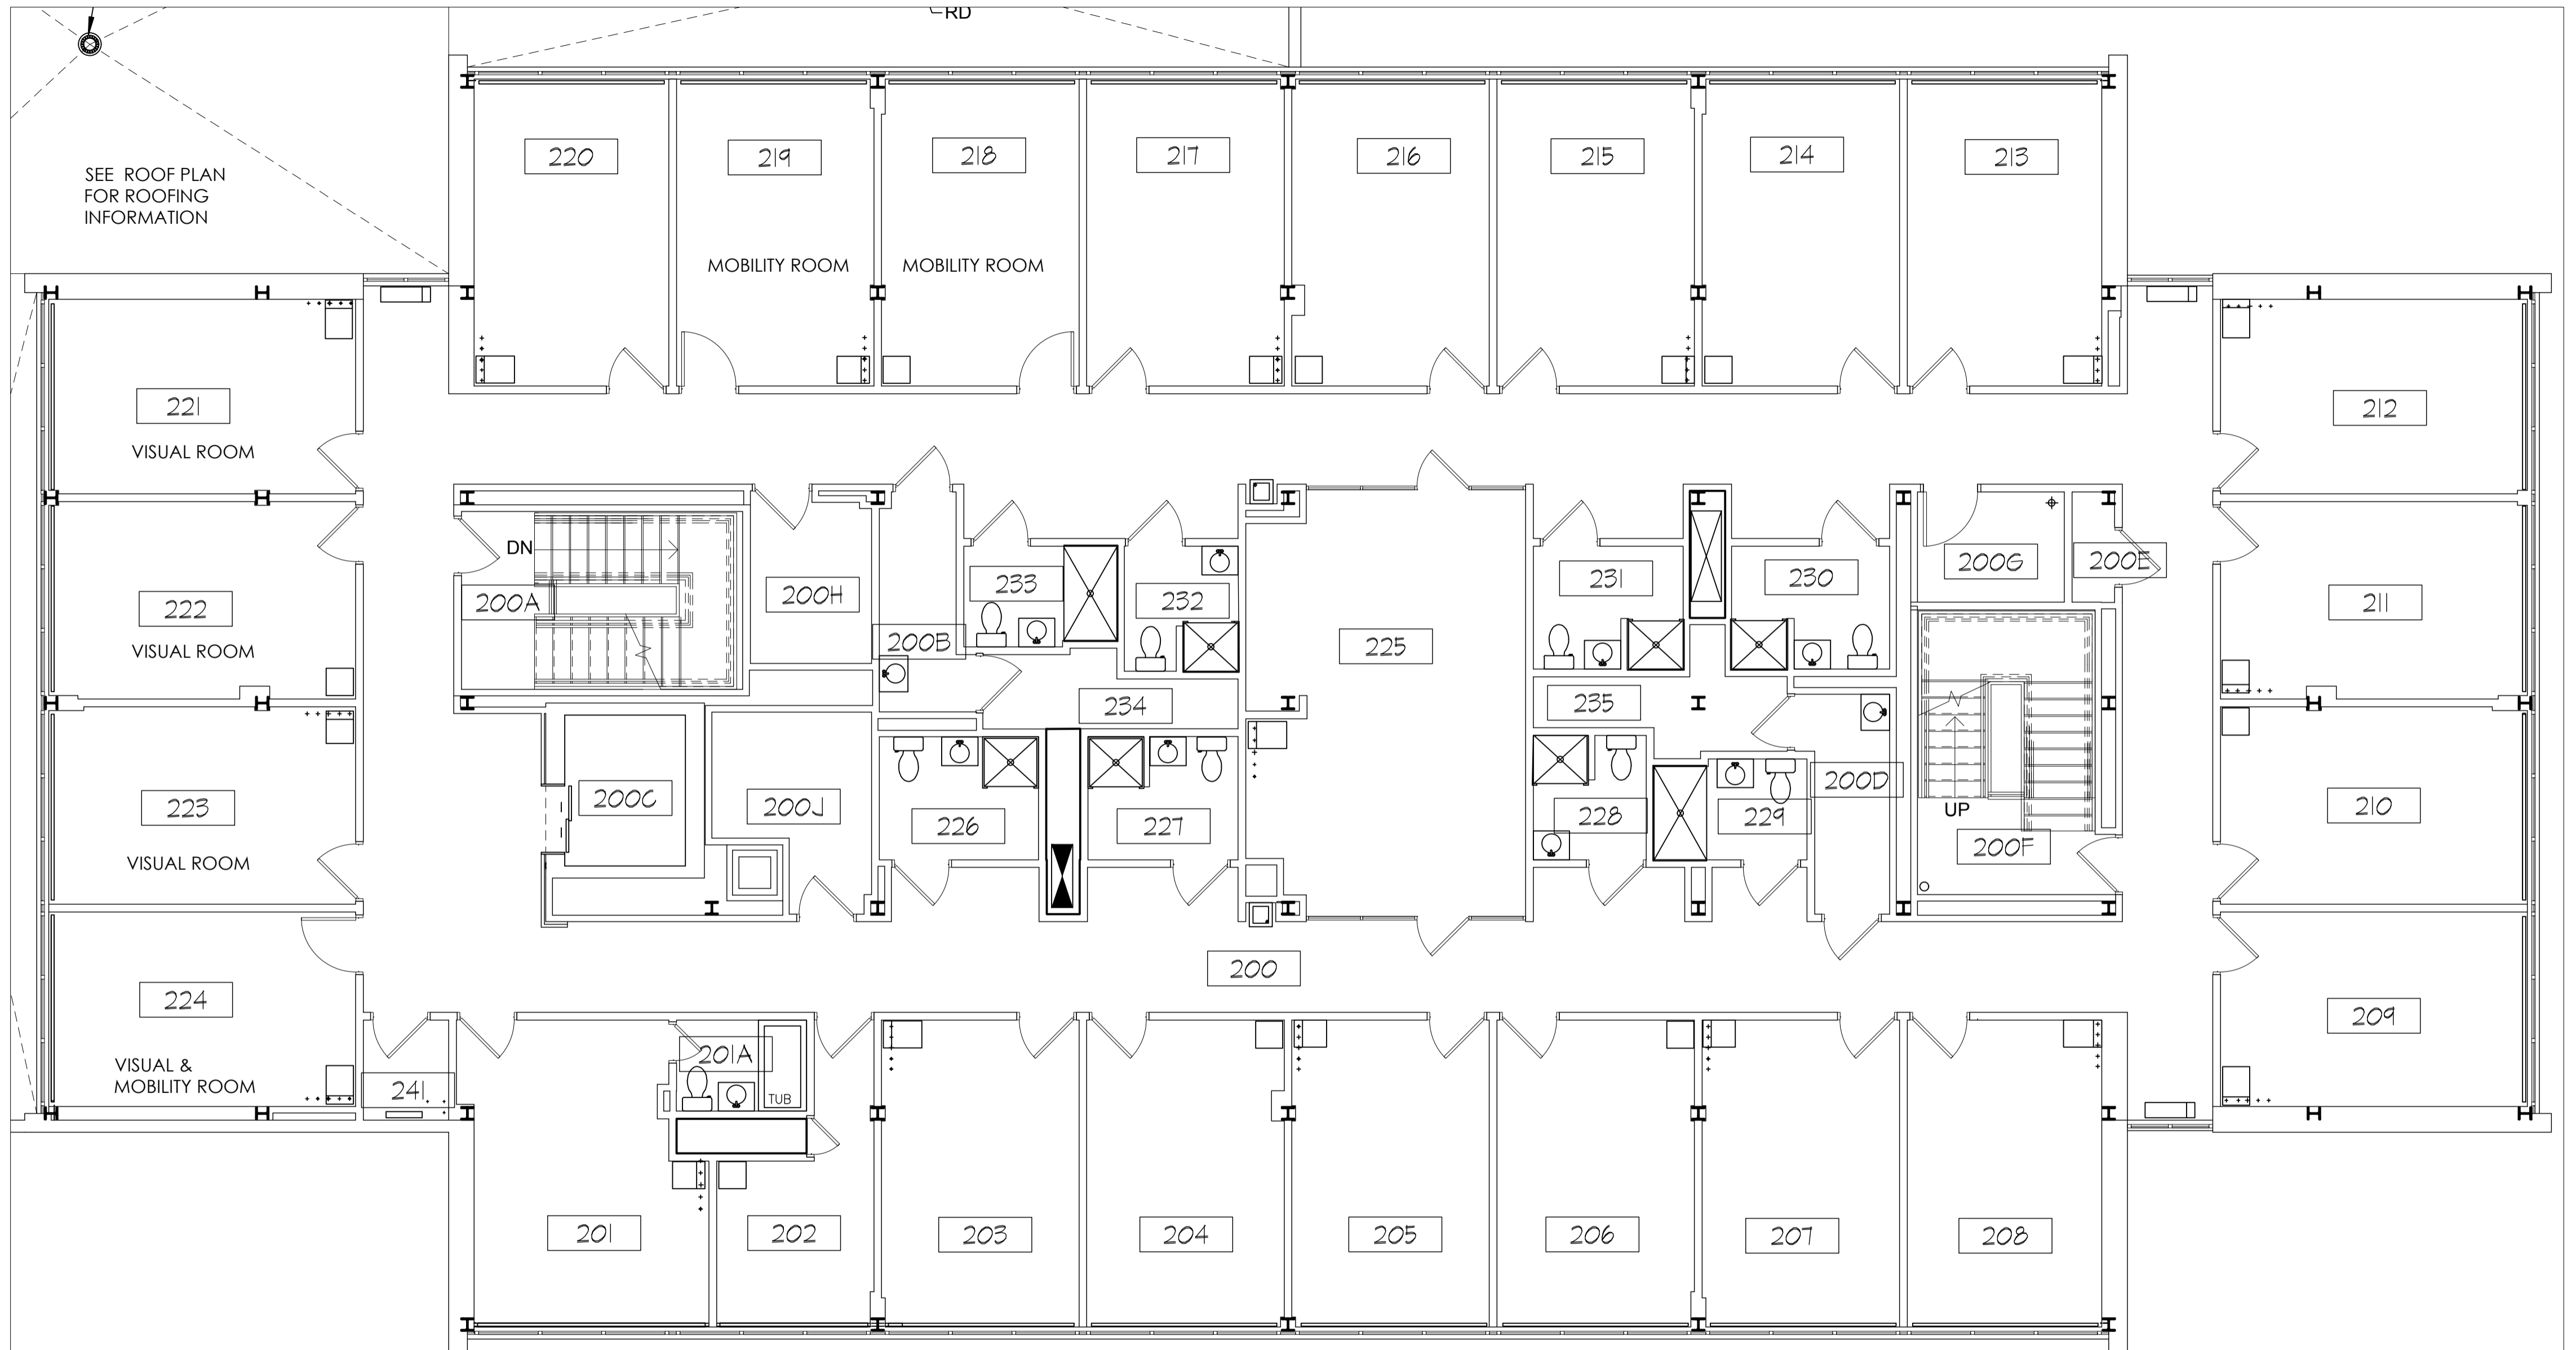 RD
SEE ROOF PLAN
FOR ROOFING
INFORMATION
220
219
218
217
216
215
214
213
MOBILITY ROOM
MOBILITY ROOM
221
VISUAL ROOM
212
DN
200A
200H
233
232
231
230
200G
200E
222
VISUAL ROOM
200B
225
211
234
235
223
VISUAL ROOM
200C
200J
226
227
228
229
200D
UP
200F
210
200
224
VISUAL &
MOBILITY ROOM
241
201A
TUB
209
201
202
203
204
205
206
207
208